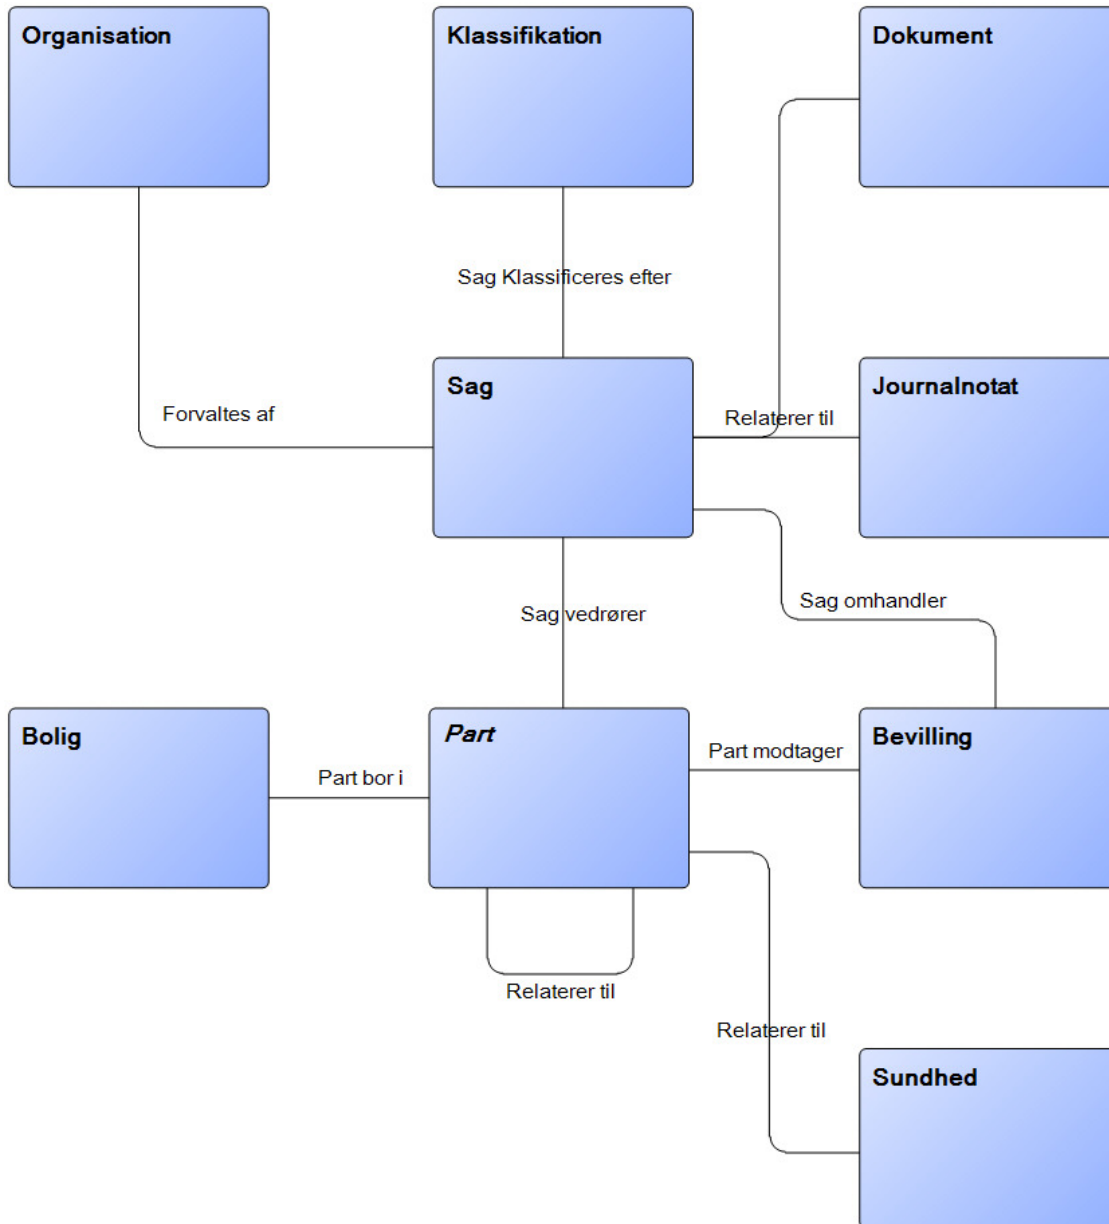 Organisation
Klassifikation
Dokument
Sag Klassificeres efter
Sag
Journalnotat
Forvaltes af
Relaterer til
Sag vedrører
Sag omhandler
Bolig
Part
Bevilling
Part bor i
Part modtager
Relaterer til
Relaterer til
Sundhed